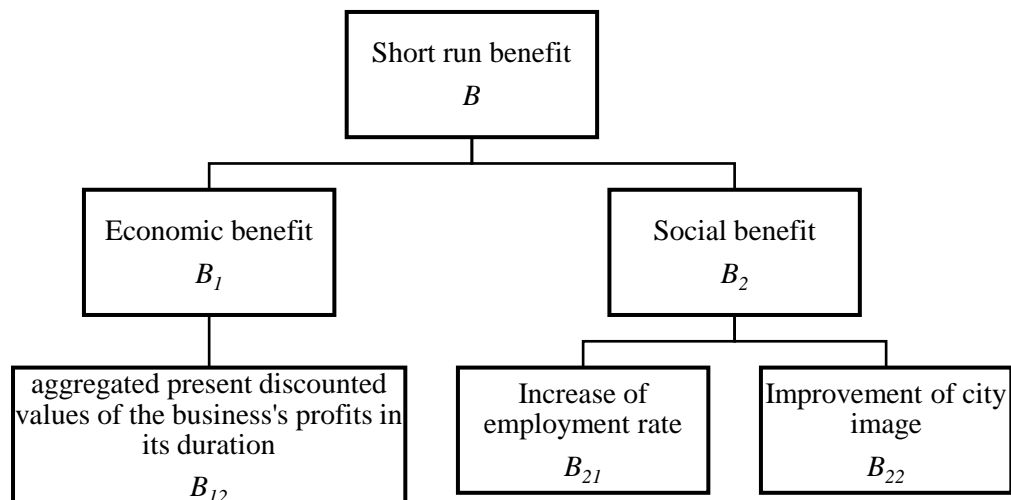 Short run benefit
B
Economic benefit
B1
Social benefit
B2
aggregated present discounted
values of the business's profits in
its duration
B12
Increase of
employment rate
B21
Improvement of city
image
B22